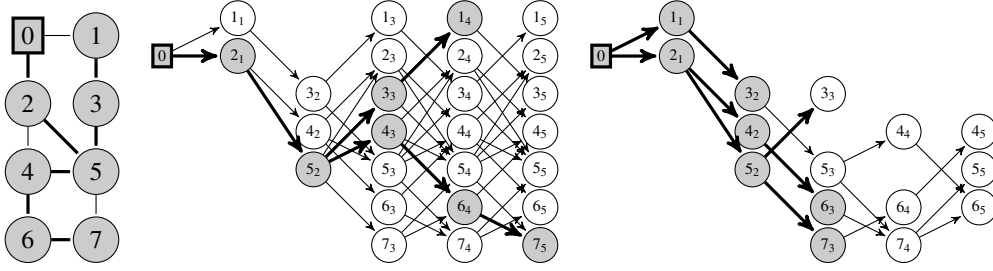 0 1
2 3
4 5
6 7
0
1₁ 2₁
3₂ 4₂ 5₂
1₃ 2₃ 3₃ 4₃ 5₃ 6₃ 7₃
1₄ 2₄ 3₄ 4₄ 5₄ 6₄ 7₄
1₅ 2₅ 3₅ 4₅ 5₅ 6₅ 7₅
0
1₁ 2₁
3₂ 4₂ 5₂
3₃ 5₃ 6₃ 7₃
4₄ 6₄ 7₄
4₅ 5₅ 6₅